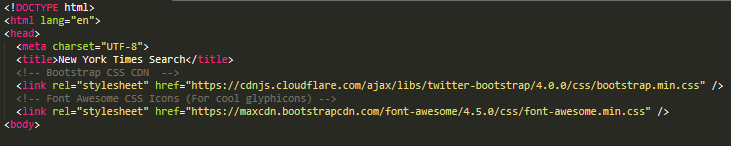 <!DOCTYPE html>
<html lang="en">
<head>
<meta charset="UTF-8">
<title>New York Times Search</title>
<!-- Bootstrap CSS CDN  -->
<link rel="stylesheet" href="https://cdnjs.cloudflare.com/ajax/libs/twitter-bootstrap/4.0.0/css/bootstrap.min.css" />
<!-- Font Awesome CSS Icons (For cool glyphicons) -->
<link rel="stylesheet" href="https://maxcdn.bootstrapcdn.com/font-awesome/4.5.0/css/font-awesome.min.css" />
<body>